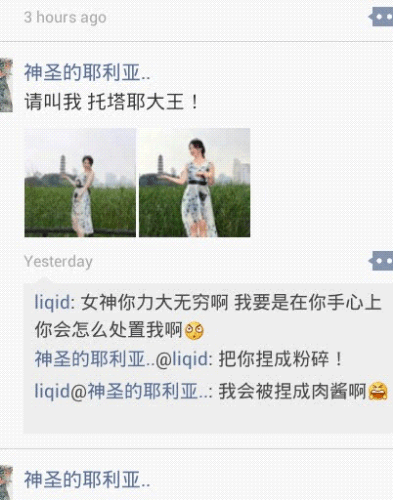 3 hours ago
神圣的耶利亚..
请叫我 托塔耶大王！
Yesterday
liqid: 女神你力大无穷啊 我要是在你手心上
你会怎么处置我啊
神圣的耶利亚..@liqid: 把你捏成粉碎！
liqid@神圣的耶利亚..: 我会被捏成肉酱啊
神圣的耶利亚..